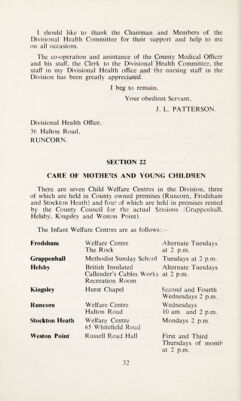 I should like to thank the Chairman and Members of the
Divisional Health Committee for their support and help to me
on all occasions.
The co-operation and assistance of the County Medical Officer
and his staff, the Clerk to the Divisional Health Committee, the
staff in my Divisional Health office and the nursing staff in the
Division has been greatly appreciated.
I beg to remain,
Your obedient Servant,
J. L. PATTERSON.
Divisional Health Office,
36 Halton Road,
RUNCORN.
SECTION 22
CARE OF MOTHERS AND YOUNG CHILDREN
There are seven Child Welfare Centres in the Division, three
of which are held in County owned premises (Runcorn, Frodsham
and Stockton Heath) and four of which are held in premises rented
by the County Council for the actual Sessions (Grappenhall,
Helsby, Kingsley and Weston Point).
The Infant Welfare Centres are as follows:—
Frodsham Welfare Centre Alternate Tuesdays
The Rock at 2 p.m.
Grappenhall Methodist Sunday School Tuesdays at 2 p.m.
Helsby British Insulated Alternate Tuesdays
Callender's Cables Works at 2 p.m.
Recreation Room
Kingsley Hurst Chapel Second and Fourth
Wednesdays 2 p.m.
Runcorn Welfare Centre Wednesdays
Halton Road 10 am. and 2 p.m.
Stockton Heath Welfare Centre Mondays 2 p.m.
65 Whitefield Road
Weston Point Russell Road Hall First and Third
Thursdays of month
at 2 p.m.
32